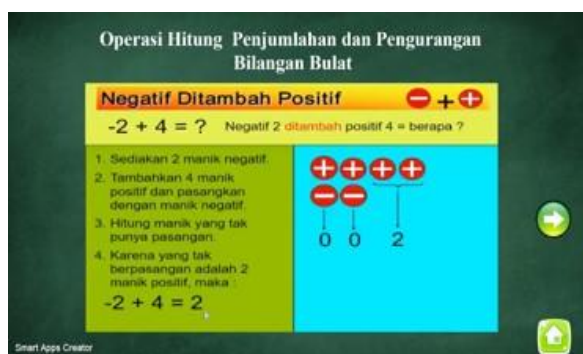 Operasi Hitung Penjumlahan dan Pengurangan
Bilangan Bulat
Negatif Ditambah Positif
-2 + 4 = ? Negatif 2 ditambah positif 4 = berapa ?
1. Sediakan 2 manik negatif.
2. Tambahkan 4 manik
positif dan pasangkan
dengan manik negatif.
3. Hitung manik yang tak
punya pasangan.
4. Karena yang tak
berpasangan adalah 2
manik positif, maka :
-2 + 4 = 2
0 0 2
Smart Apps Creator